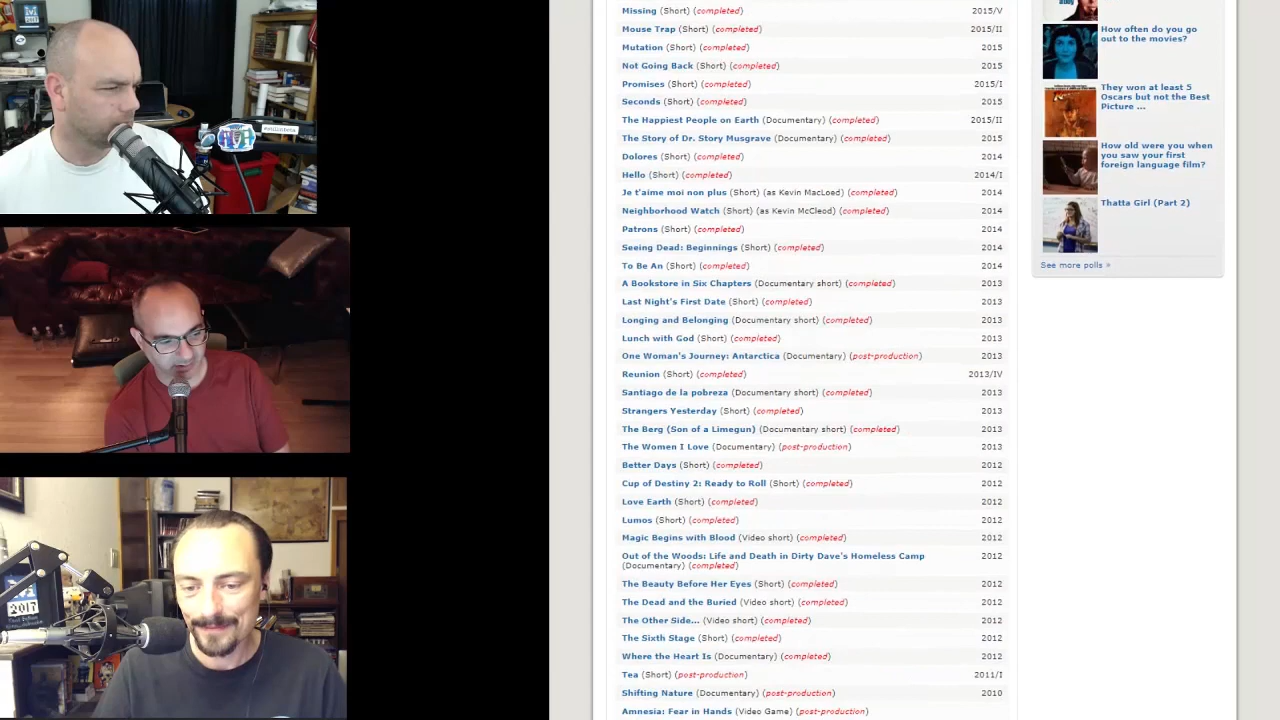 Missing (Short) (completed) 2015/V
Mouse Trap (Short) (completed) 2015/II
Mutation (Short) (completed) 2015
Not Going Back (Short) (completed) 2015
Promises (Short) (completed) 2015/I
Seconds (Short) (completed) 2015
The Happiest People on Earth (Documentary) (completed) 2015/II
The Story of Dr. Story Musgrave (Documentary) (completed) 2015
Dolores (Short) (completed) 2014
Hello (Short) (completed) 2014/I
Je t'aime moi non plus (Short) (as Kevin MacLoed) (completed) 2014
Neighborhood Watch (Short) (as Kevin McCleod) (completed) 2014
Patrons (Short) (completed) 2014
Seeing Dead: Beginnings (Short) (completed) 2014
To Be An (Short) (completed) 2014
A Bookstore in Six Chapters (Documentary short) (completed) 2013
Last Night's First Date (Short) (completed) 2013
Longing and Belonging (Documentary short) (completed) 2013
Lunch with God (Short) (completed) 2013
One Woman's Journey: Antarctica (Documentary) (post-production) 2013
Reunion (Short) (completed) 2013/IV
Santiago de la pobreza (Documentary short) (completed) 2013
Strangers Yesterday (Short) (completed) 2013
The Berg (Son of a Limegun) (Documentary short) (completed) 2013
The Women I Love (Documentary) (post-production) 2013
Better Days (Short) (completed) 2012
Cup of Destiny 2: Ready to Roll (Short) (completed) 2012
Love Earth (Short) (completed) 2012
Lumos (Short) (completed) 2012
Magic Begins with Blood (Video short) (completed) 2012
Out of the Woods: Life and Death in Dirty Dave's Homeless Camp 2012
(Documentary) (completed)
The Beauty Before Her Eyes (Short) (completed) 2012
The Dead and the Buried (Video short) (completed) 2012
The Other Side... (Video short) (completed) 2012
The Sixth Stage (Short) (completed) 2012
Where the Heart Is (Documentary) (completed) 2012
Tea (Short) (post-production) 2011/I
Shifting Nature (Documentary) (post-production) 2010
Amnesia: Fear in Hands (Video Game) (post-production)
How often do you go
out to the movies?
They won at least 5
Oscars but not the Best
Picture ...
How old were you when
you saw your first
foreign language film?
Thatta Girl (Part 2)
See more polls »
2017